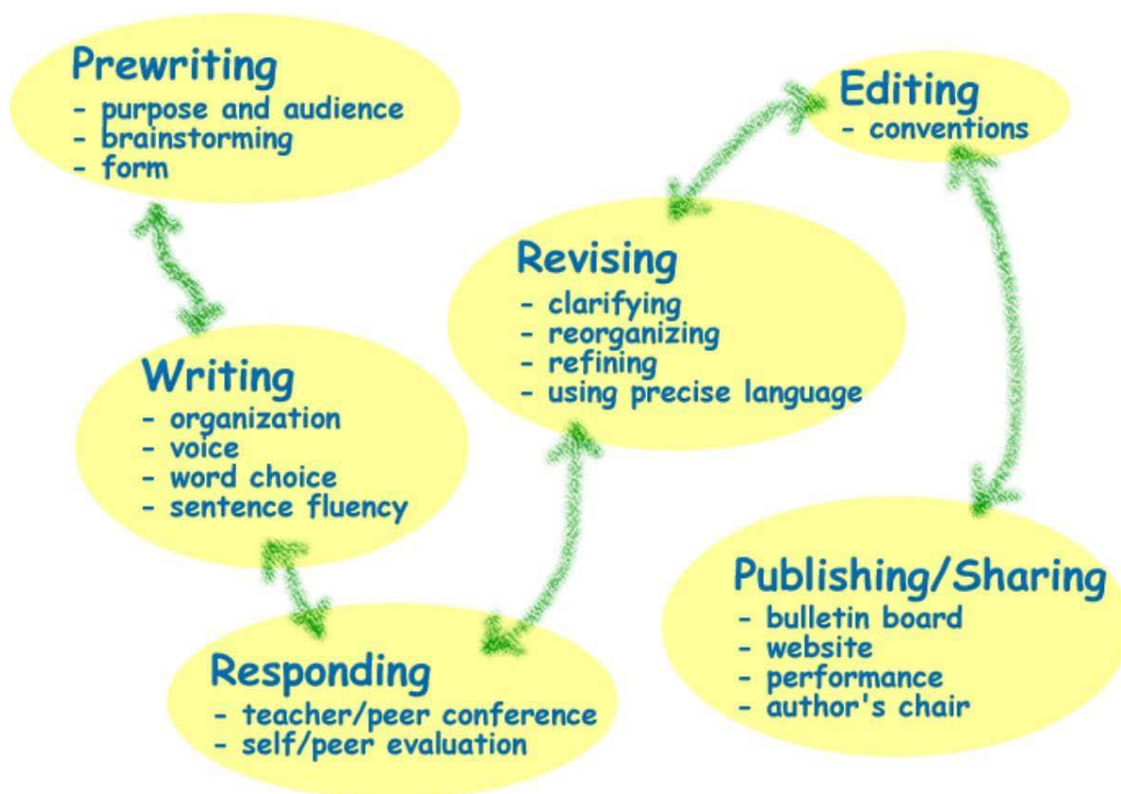 Prewriting
- purpose and audience
- brainstorming
- form
Writing
- organization
- voice
- word choice
- sentence fluency
Responding
- teacher/peer conference
- self/peer evaluation
Revising
- clarifying
- reorganizing
- refining
- using precise language
Editing
- conventions
Publishing/Sharing
- bulletin board
- website
- performance
- author's chair